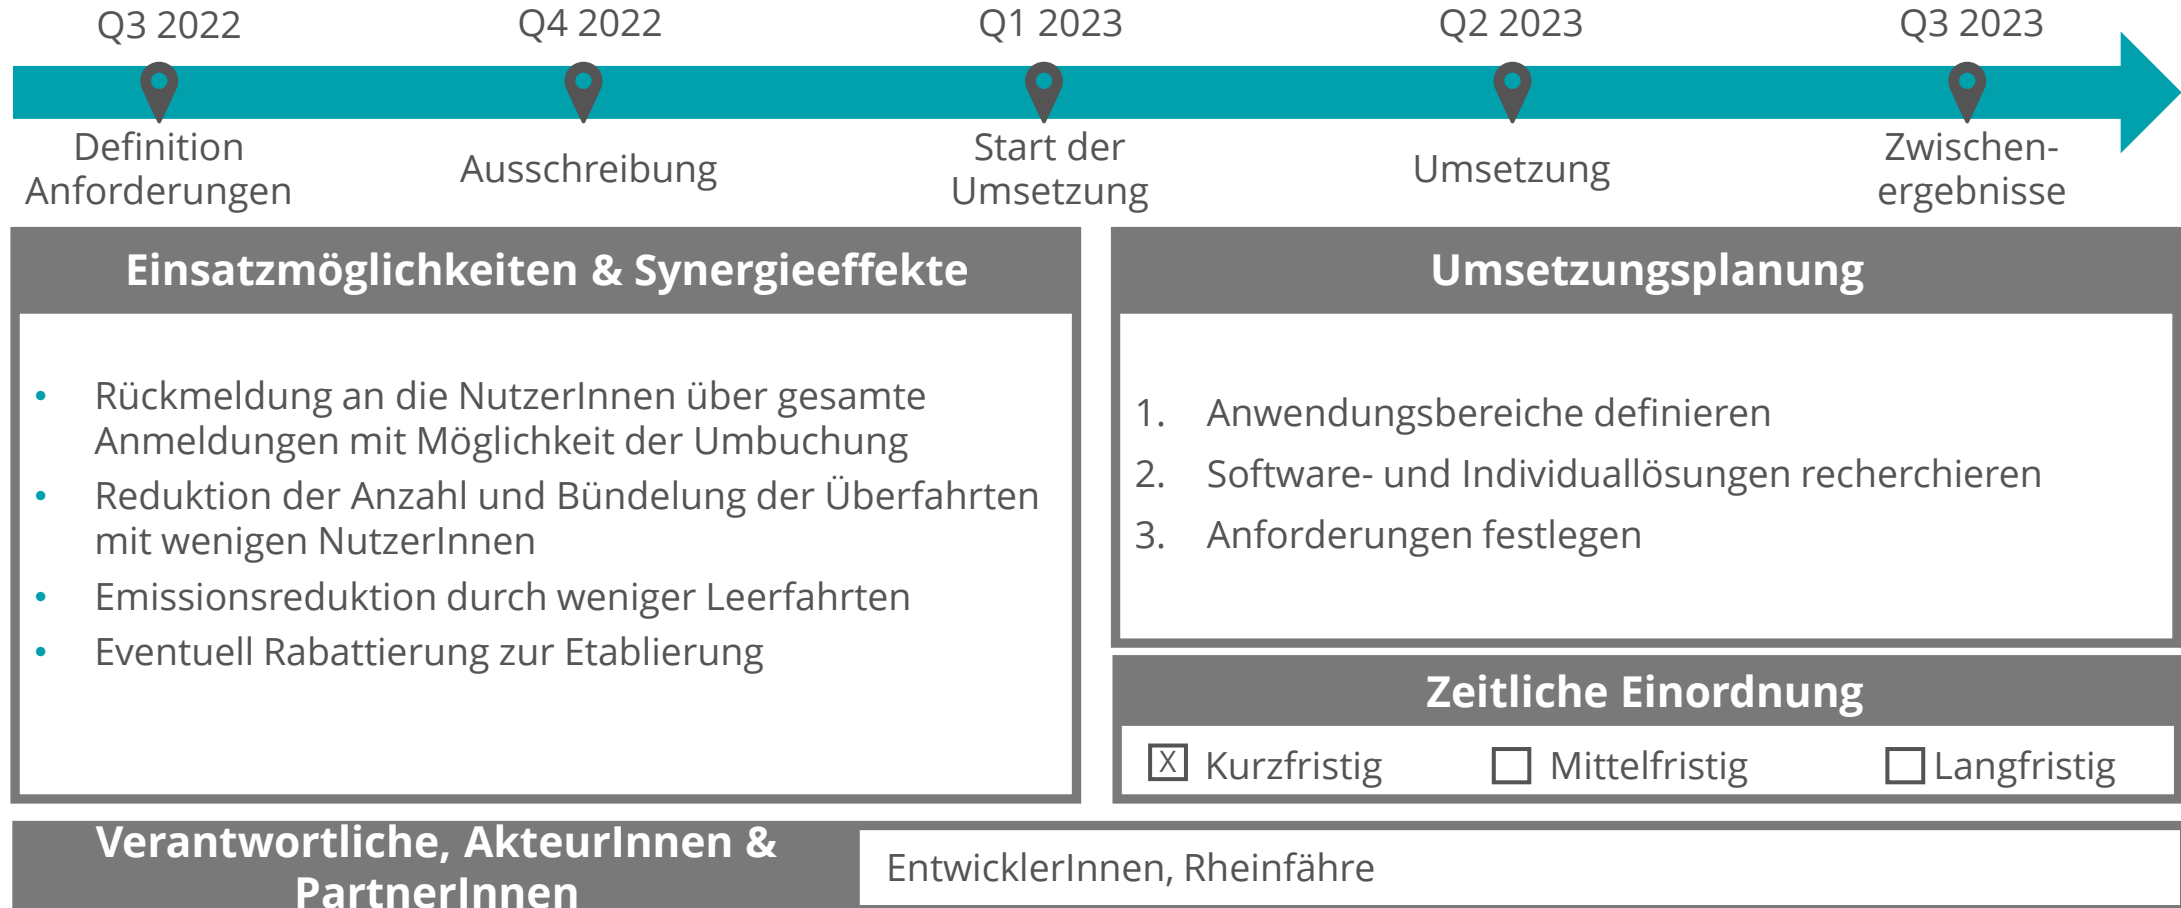 Q3 2022
Q4 2022
Q1 2023
Q2 2023
Q3 2023
Definition
Anforderungen
Ausschreibung
Start der
Umsetzung
Umsetzung
Zwischen-
ergebnisse
Einsatzmöglichkeiten & Synergieeffekte
• Rückmeldung an die NutzerInnen über gesamte
Anmeldungen mit Möglichkeit der Umbuchung
• Reduktion der Anzahl und Bündelung der Überfahrten
mit wenigen NutzerInnen
• Emissionsreduktion durch weniger Leerfahrten
• Eventuell Rabattierung zur Etablierung
Umsetzungsplanung
1. Anwendungsbereiche definieren
2. Software- und Individuallösungen recherchieren
3. Anforderungen festlegen
Zeitliche Einordnung
X Kurzfristig
Mittelfristig
Langfristig
Verantwortliche, AkteurInnen &
PartnerInnen
EntwicklerInnen, Rheinfähre